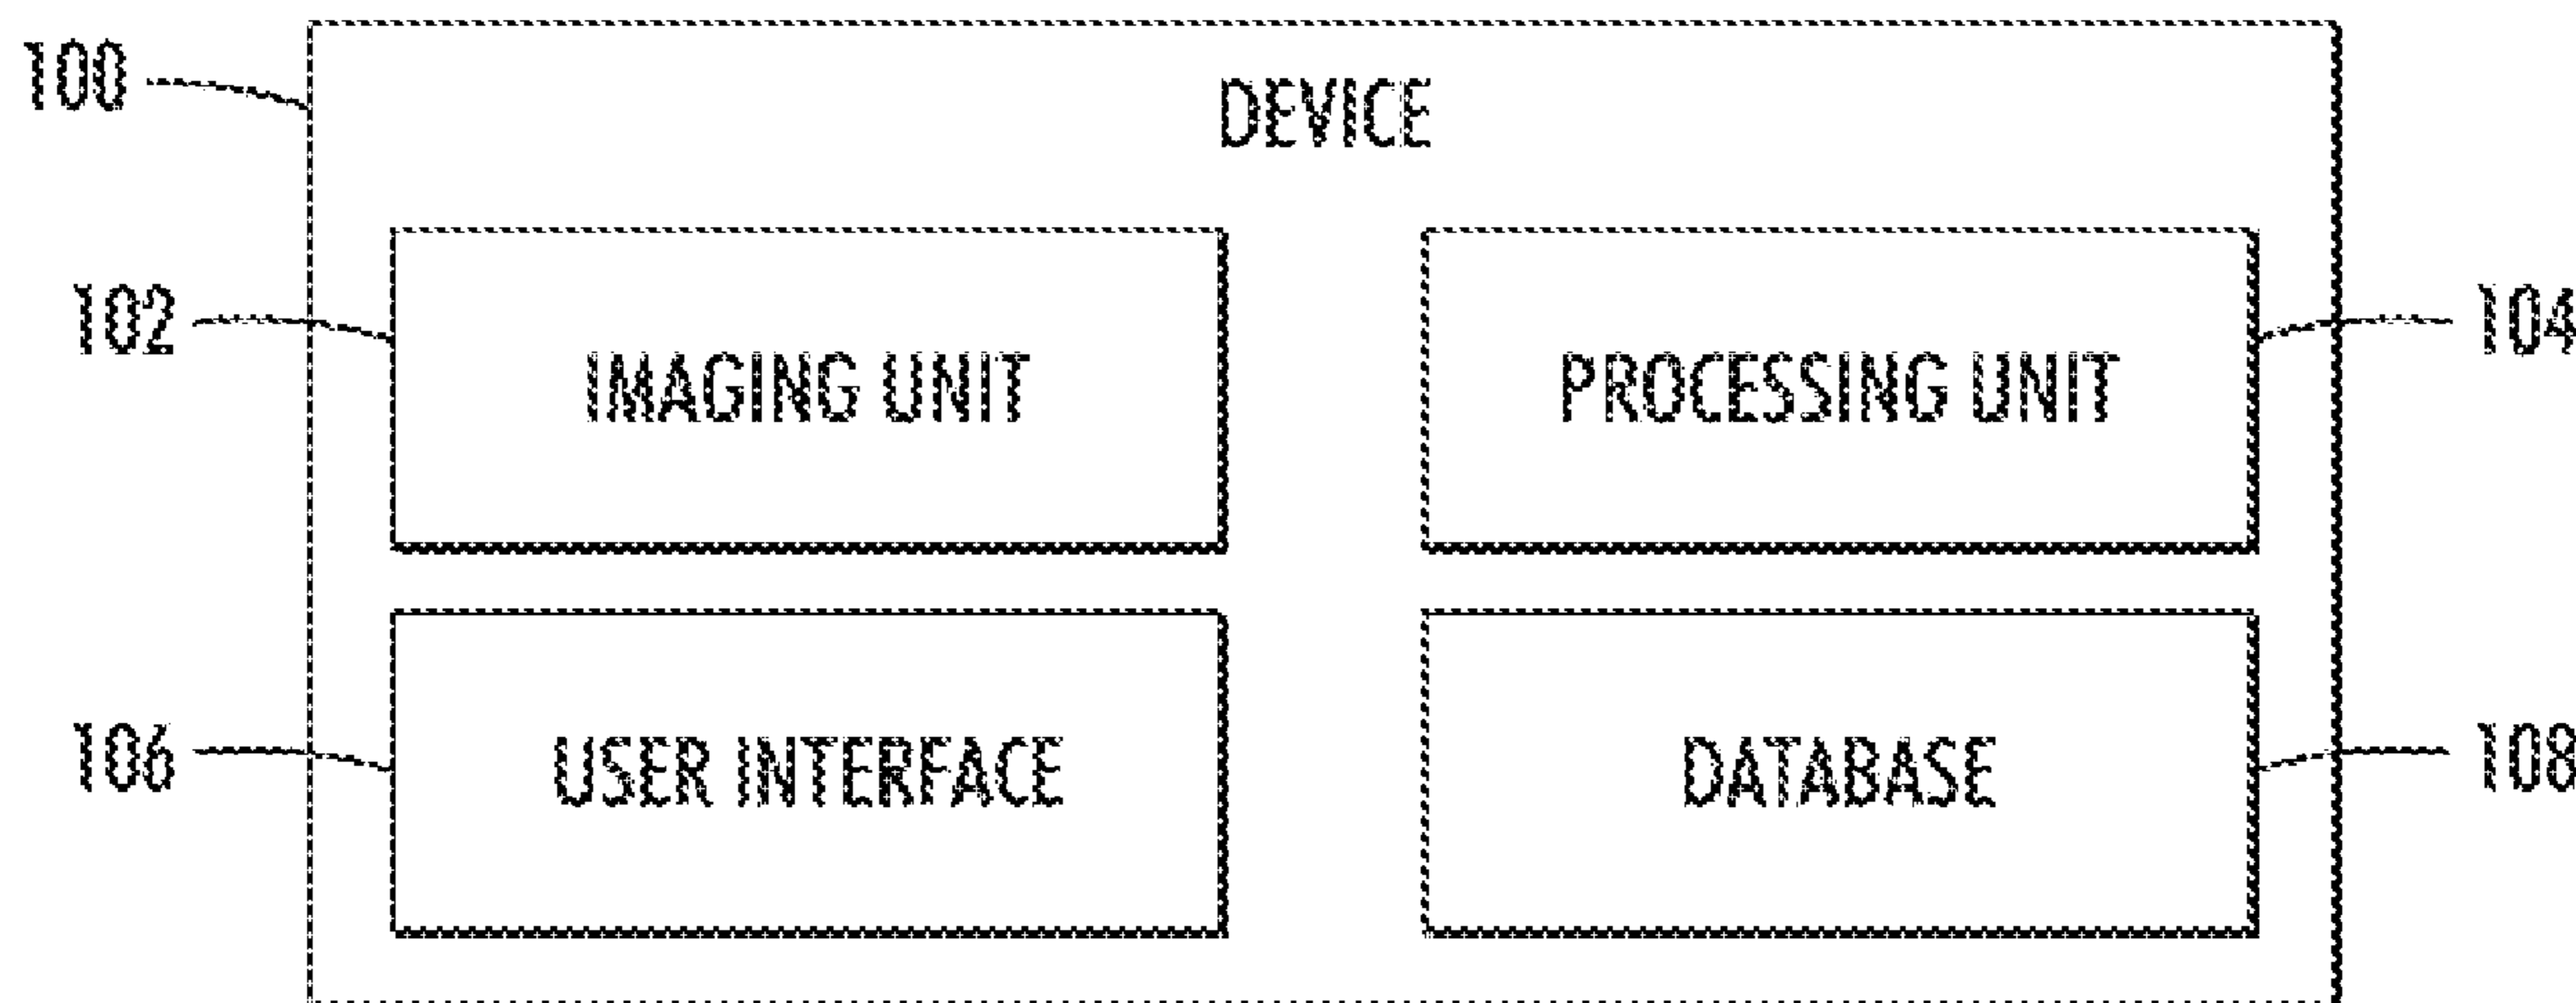 100
DEVICE
102
IMAGING UNIT
PROCESSING UNIT
104
106
USER INTERFACE
DATABASE
108